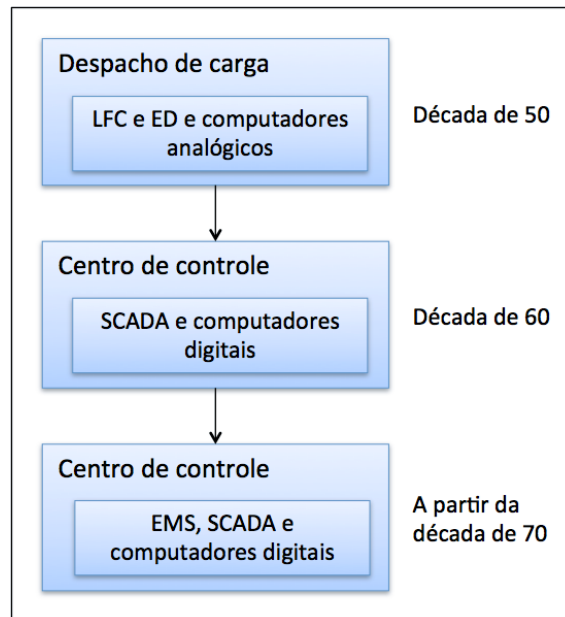 Despacho de carga
LFC e ED e computadores
analógicos
Década de 50
Centro de controle
SCADA e computadores
digitais
Década de 60
Centro de controle
EMS, SCADA e
computadores digitais
A partir da
década de 70